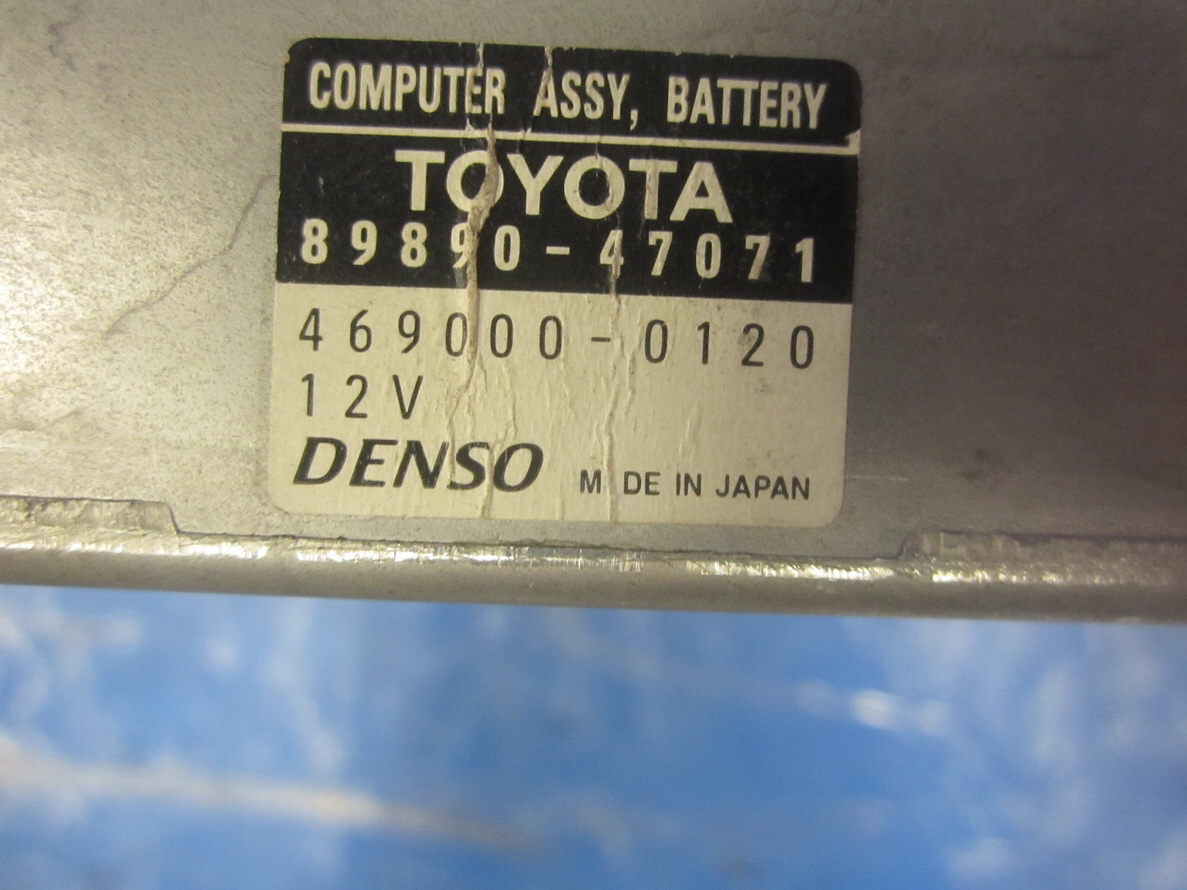 COMPUTER ASSY, BATTERY
TOYOTA
89890-47071
469000-0120
12V
DENSO M DE IN JAPAN